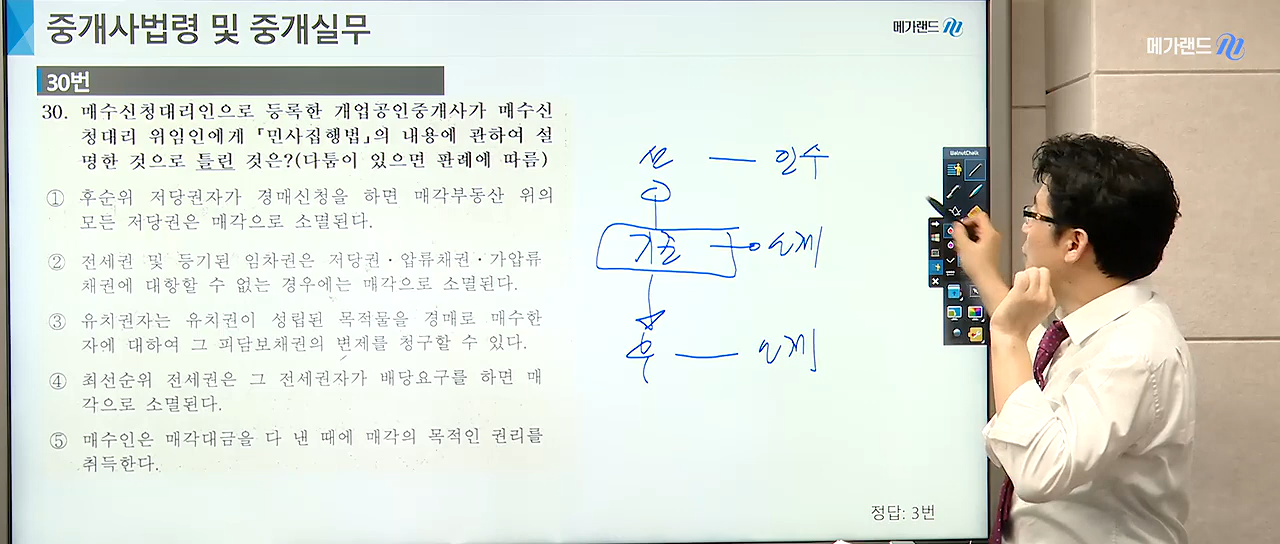 중개사법령 및 중개실무
메가랜드
메가랜드
30번
30. 매수신청대리인으로 등록한 개업공인중개사가 매수신
청대리 위임인에게 「민사집행법」의 내용에 관하여 설
명한 것으로 틀린 것은?(다툼이 있으면 판례에 따름)
① 후순위 저당권자가 경매신청을 하면 매각부동산 위의
모든 저당권은 매각으로 소멸된다.
② 전세권 및 등기된 임차권은 저당권·압류채권·가압류
채권에 대항할 수 없는 경우에는 매각으로 소멸된다.
③ 유치권자는 유치권이 성립된 목적물을 경매로 매수한
자에 대하여 그 피담보채권의 변제를 청구할 수 있다.
④ 최선순위 전세권은 그 전세권자가 배당요구를 하면 매
각으로 소멸된다.
⑤ 매수인은 매각대금을 다 낸 때에 매각의 목적인 권리를
취득한다.
선 — 인수
기준 소제
후 — 소제
WalnutChalk
정답: 3번